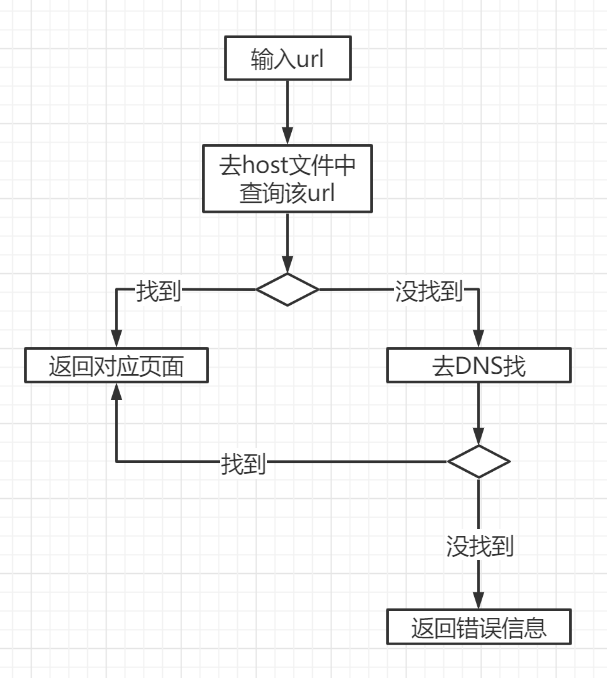 输入url
去host文件中
查询该url
找到
没找到
返回对应页面
去DNS找
找到
没找到
返回错误信息